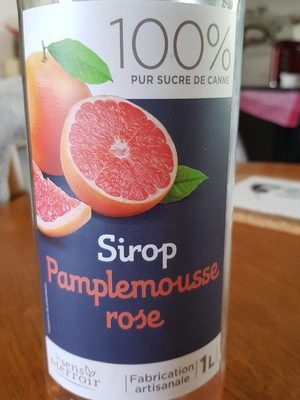 100%
PUR SUCRE DE CANNE
Sirop
Pamplemousse
rose
Fabrication
artisanale
1L